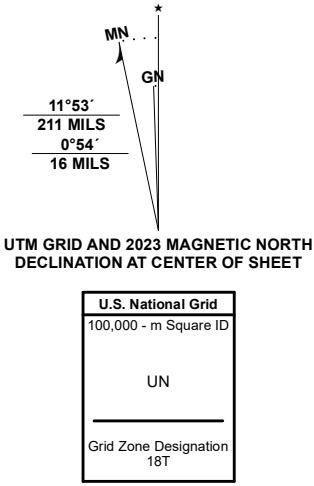 MN
GN
11°53´
211 MILS
0°54´
16 MILS
UTM GRID AND 2023 MAGNETIC NORTH
DECLINATION AT CENTER OF SHEET
U.S. National Grid
100,000 - m Square ID
UN
Grid Zone Designation
18T